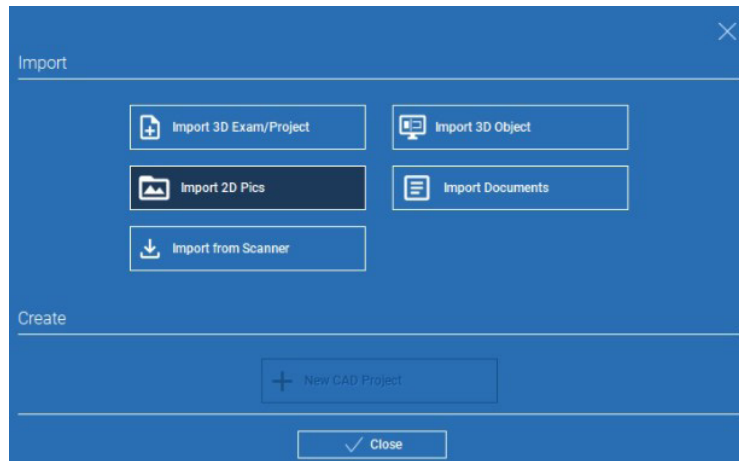 Import
Import 3D Exam/Project
Import 3D Object
Import 2D Pics
Import Documents
Import from Scanner
Create
New CAD Project
Close